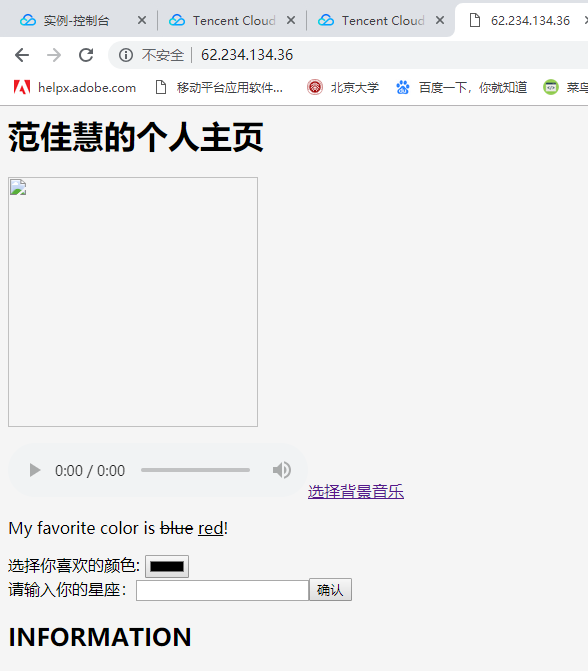 实例-控制台 Tencent Cloud Tencent Cloud 62.234.134.36
不安全 62.234.134.36
helpx.adobe.com 移动平台应用软件... 北京大学 百度一下，你就知道 菜鸟
范佳慧的个人主页
0:00 / 0:00 选择背景音乐
My favorite color is blue red!
选择你喜欢的颜色:
请输入你的星座： 确认
INFORMATION